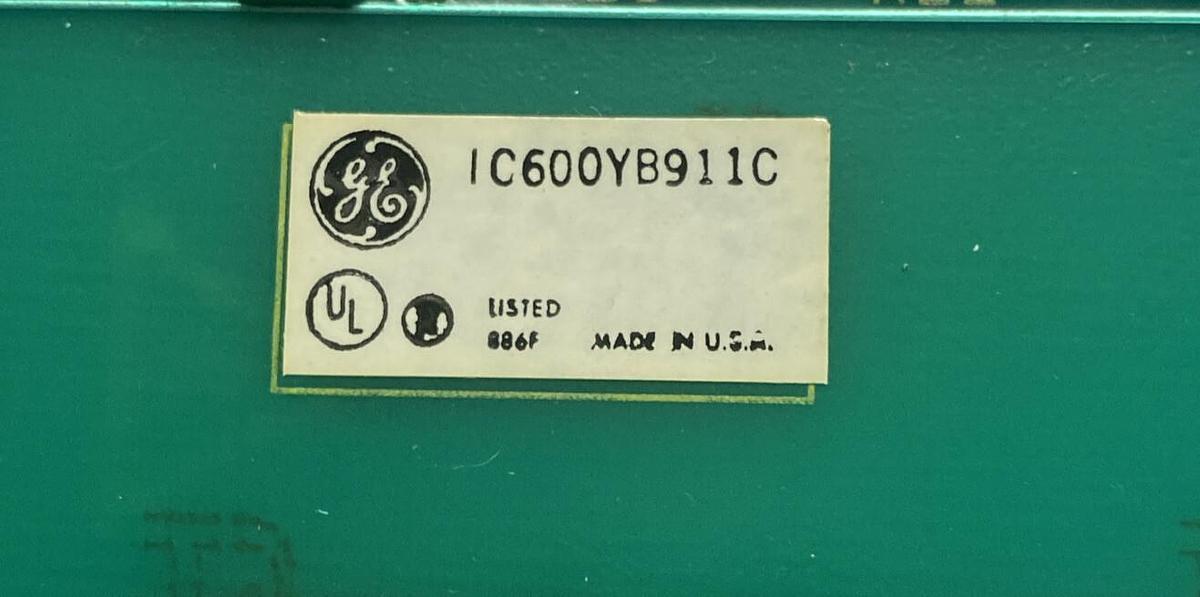 GE
IC600YB911C
UL
LISTED
886F MADE IN U.S.A.